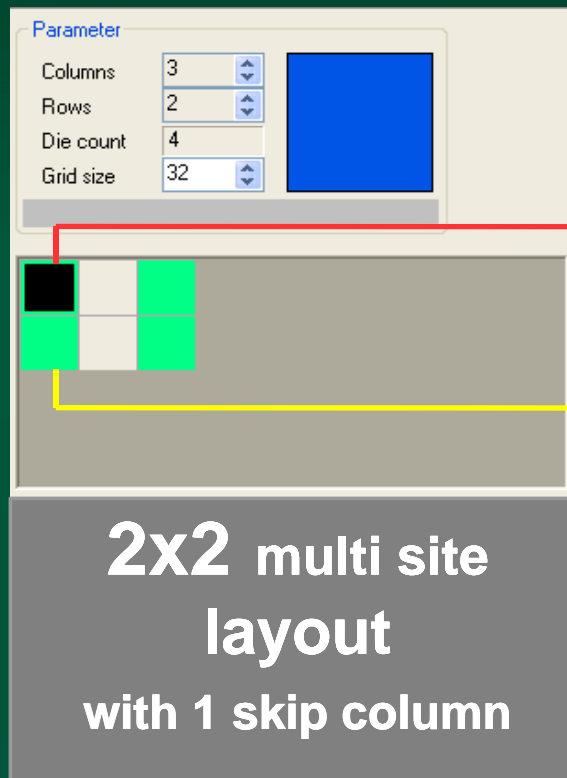 Parameter
Columns 3
Rows 2
Die count 4
Grid size 32
2x2 multi site
layout
with 1 skip column